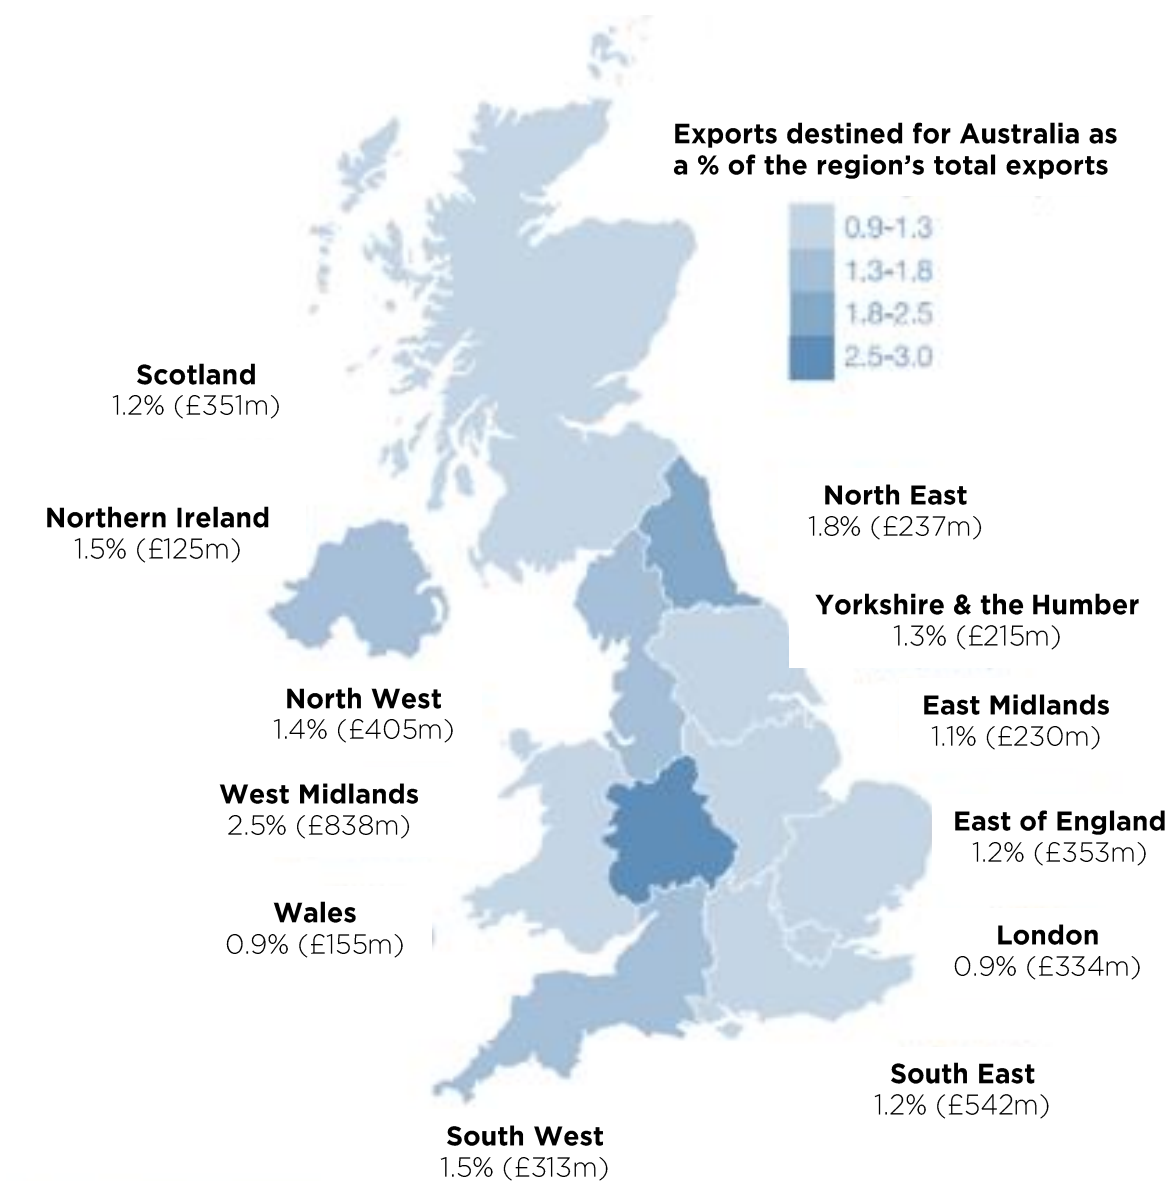 Exports destined for Australia as
a % of the region's total exports
0.9-1.3
1.3-1.8
1.8-2.5
2.5-3.0
Scotland
1.2% (£351m)
North East
1.8% (£237m)
Northern Ireland
1.5% (£125m)
Yorkshire & the Humber
1.3% (£215m)
North West
1.4% (£405m)
East Midlands
1.1% (£230m)
West Midlands
2.5% (£838m)
East of England
1.2% (£353m)
Wales
0.9% (£155m)
London
0.9% (£334m)
South East
1.2% (£542m)
South West
1.5% (£313m)